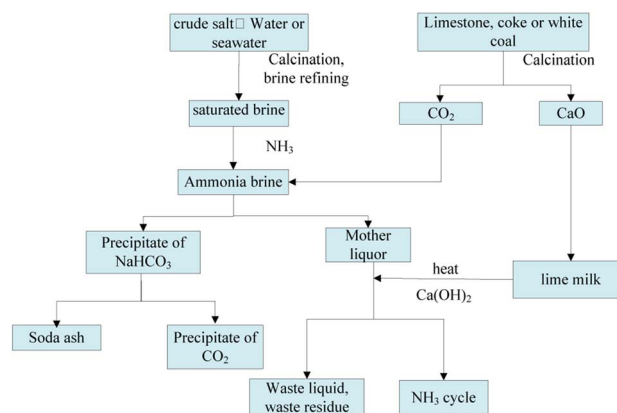 crude salt□ Water or
seawater
Limestone, coke or white
coal
Calcination,
brine refining
Calcination
saturated brine
CO₂
CaO
NH₃
Ammonia brine
Precipitate of
NaHCO₃
Mother
liquor
heat
Ca(OH)₂
lime milk
Soda ash
Precipitate of
CO₂
Waste liquid,
waste residue
NH₃ cycle